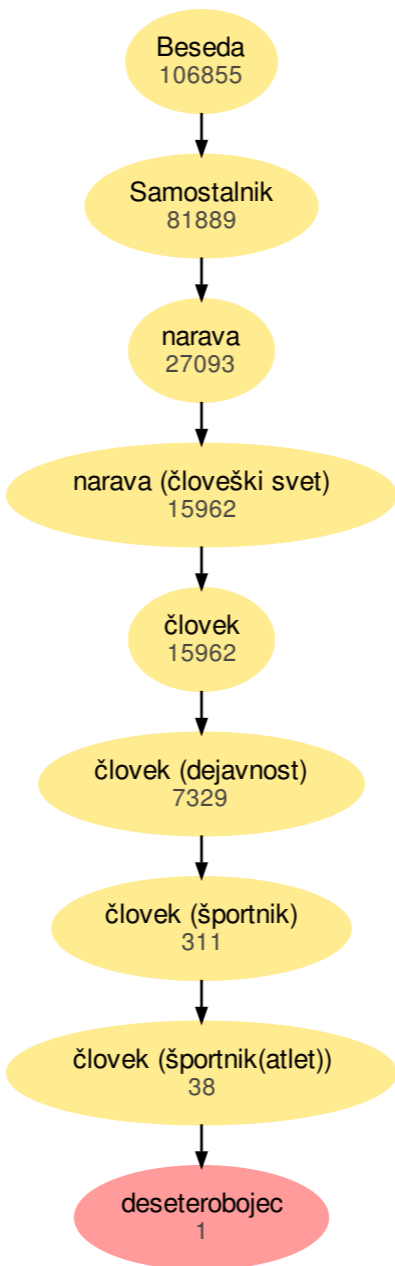 Beseda
106855
Samostalnik
81889
narava
27093
narava (človeški svet)
15962
človek
15962
človek (dejavnost)
7329
človek (športnik)
311
človek (športnik(atlet))
38
deseterobojec
1